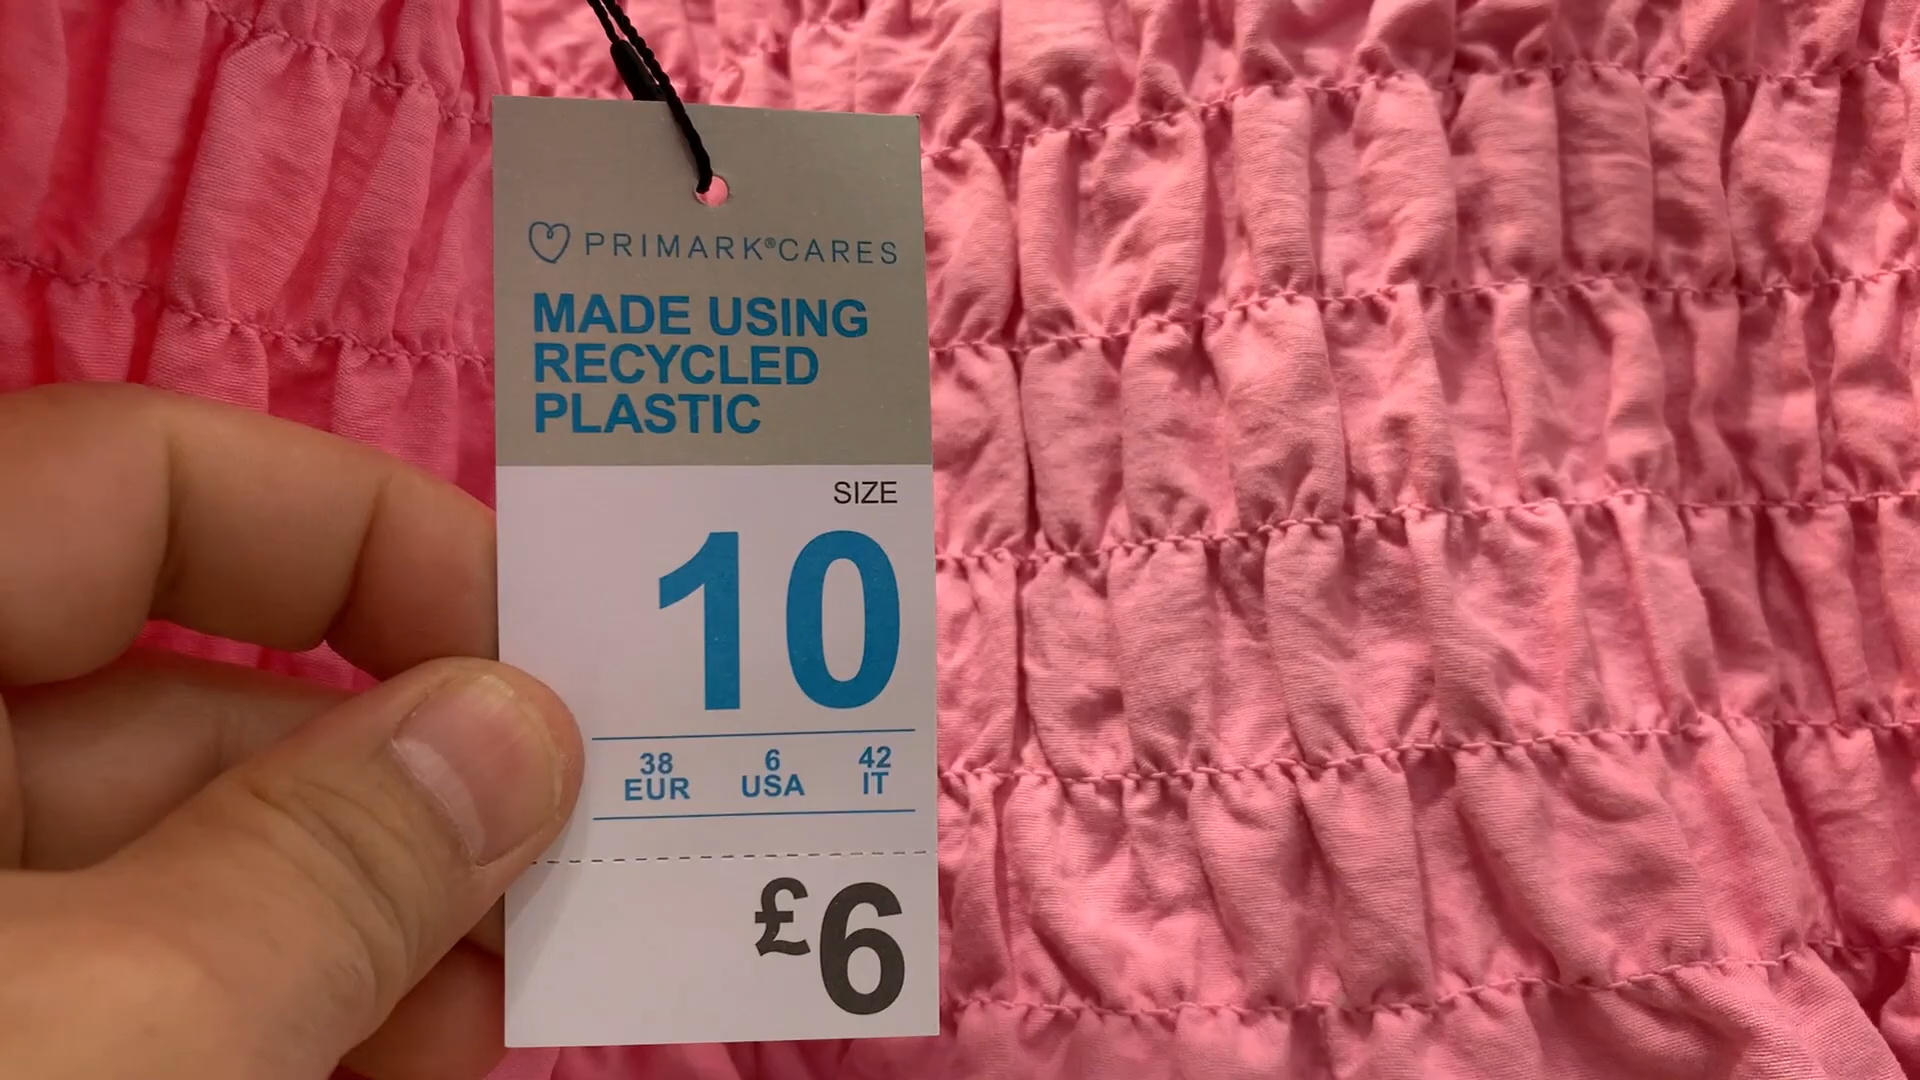 PRIMARK®CARES
MADE USING
RECYCLED
PLASTIC
SIZE
10
38 6 42
EUR USA IT
£6